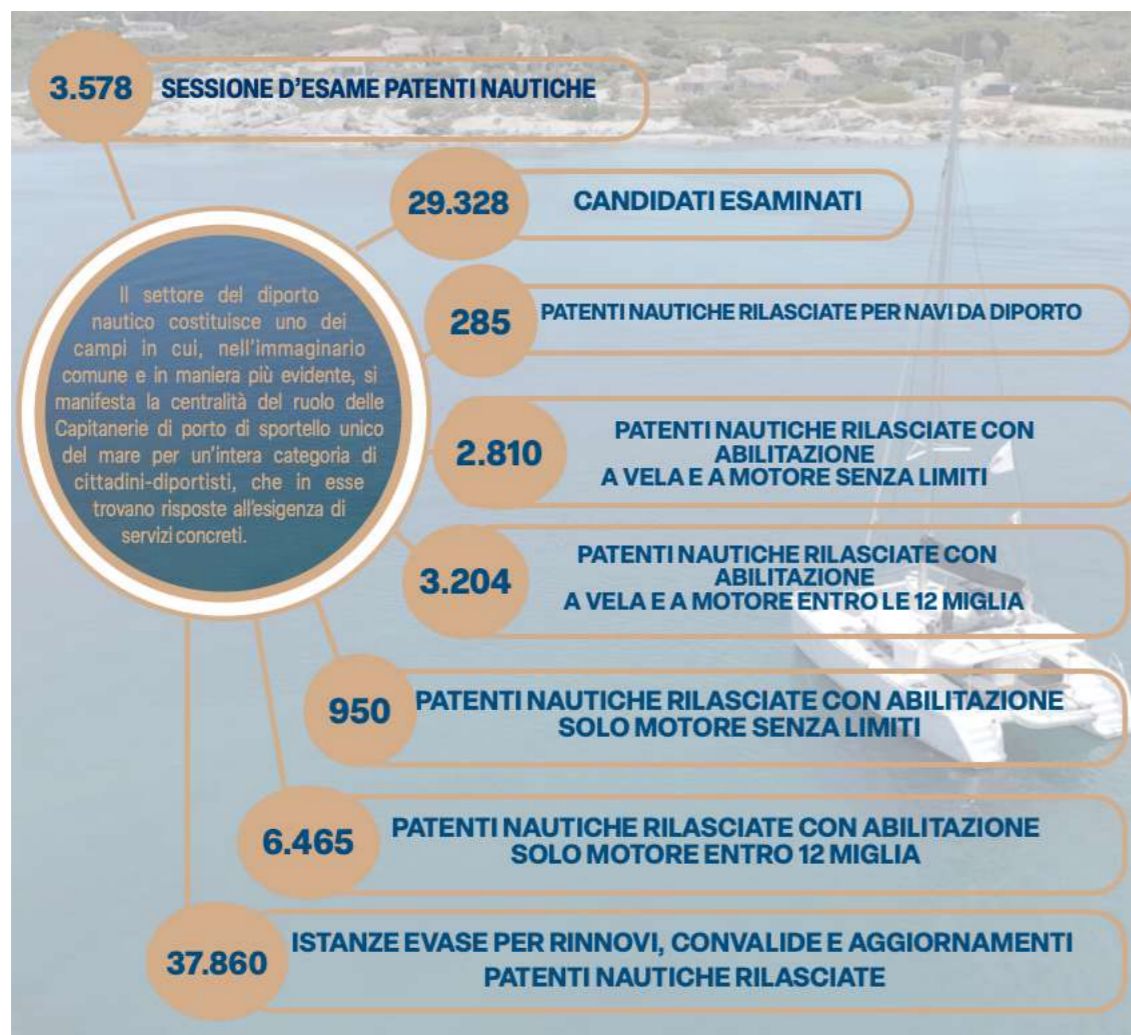 3.578 SESSIONE D'ESAME PATENTI NAUTICHE
29.328 CANDIDATI ESAMINATI
Il settore del diporto
nautico costituisce uno dei
campi in cui, nell'immaginario
comune e in maniera più evidente, si
manifesta la centralità del ruolo delle
Capitanerie di porto di sportello unico
del mare per un'intera categoria di
cittadini-diportisti, che in esse
trovano risposte all'esigenza di
servizi concreti.
285 PATENTI NAUTICHE RILASCIATE PER NAVI DA DIPORTO
2.810 PATENTI NAUTICHE RILASCIATE CON
ABILITAZIONE
A VELA E A MOTORE SENZA LIMITI
3.204 PATENTI NAUTICHE RILASCIATE CON
ABILITAZIONE
A VELA E A MOTORE ENTRO LE 12 MIGLIA
950 PATENTI NAUTICHE RILASCIATE CON ABILITAZIONE
SOLO MOTORE SENZA LIMITI
6.465 PATENTI NAUTICHE RILASCIATE CON ABILITAZIONE
SOLO MOTORE ENTRO 12 MIGLIA
37.860 ISTANZE EVASE PER RINNOVI, CONVALIDE E AGGIORNAMENTI
PATENTI NAUTICHE RILASCIATE